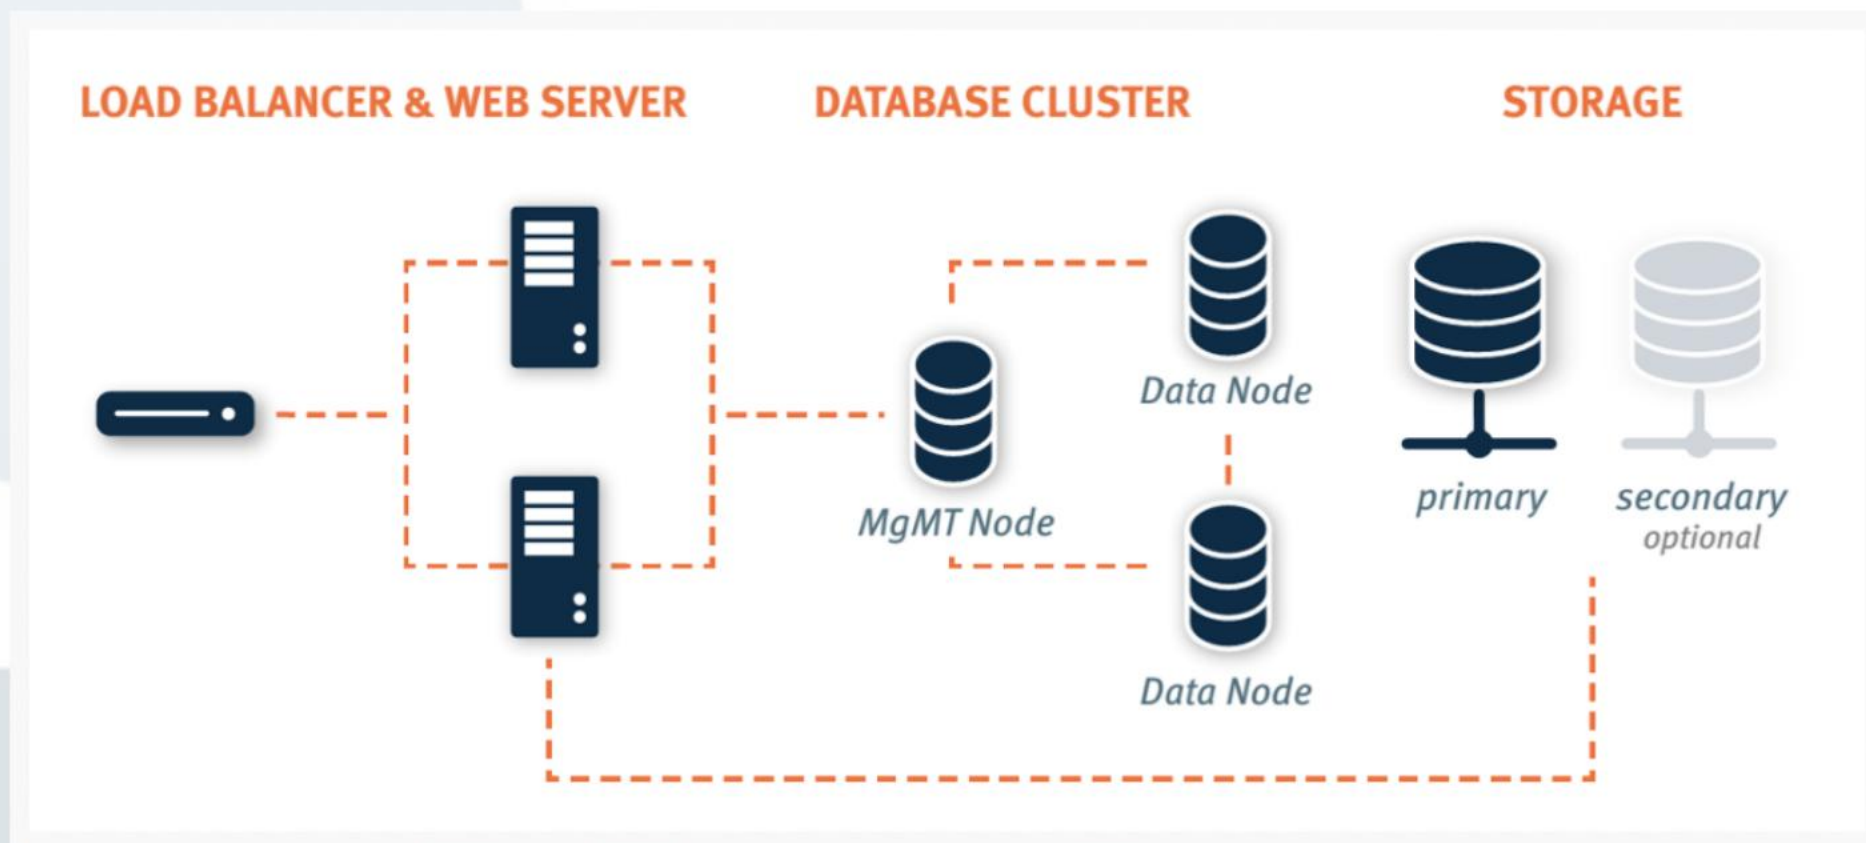 LOAD BALANCER & WEB SERVER
DATABASE CLUSTER
STORAGE
Data Node
MgMT Node
Data Node
primary
secondary
optional